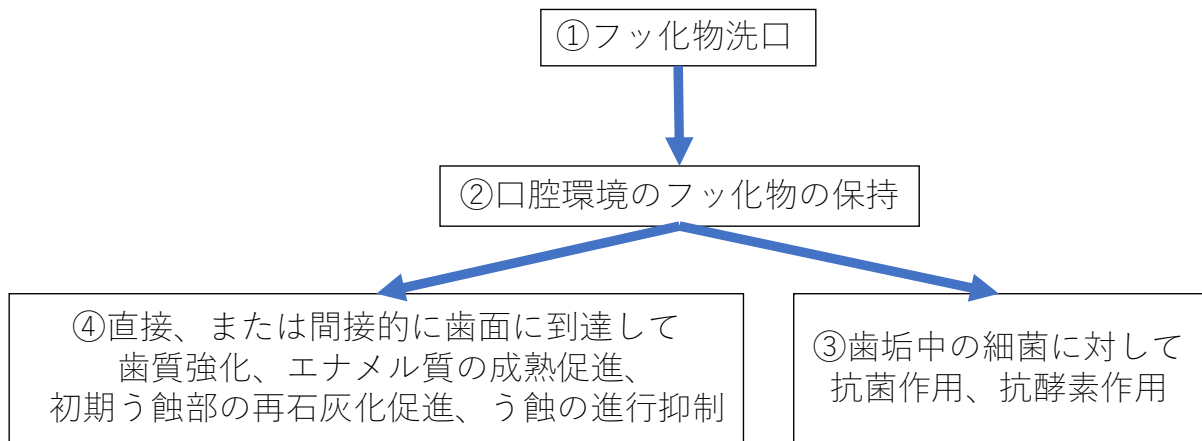 ①フッ化物洗口
②口腔環境のフッ化物の保持
④直接、または間接的に歯面に到達して
歯質強化、エナメル質の成熟促進、
初期う蝕部の再石灰化促進、う蝕の進行抑制
③歯垢中の細菌に対して
抗菌作用、抗酵素作用